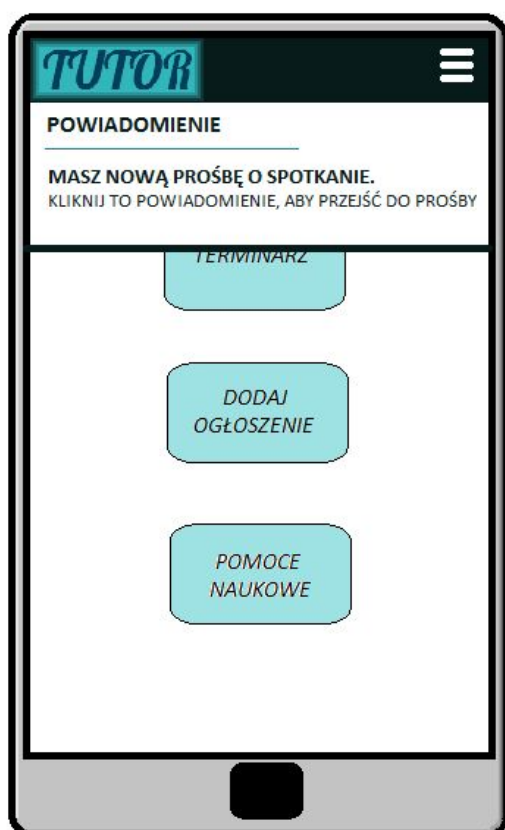 TUTOR
POWIADOMIENIE
MASZ NOWĄ PROŚBĘ O SPOTKANIE.
KLIKNIJ TO POWIADOMIENIE, ABY PRZEJŚĆ DO PROŚBY
TERMINARZ
DODAJ
OGŁOSZENIE
POMOCE
NAUKOWE